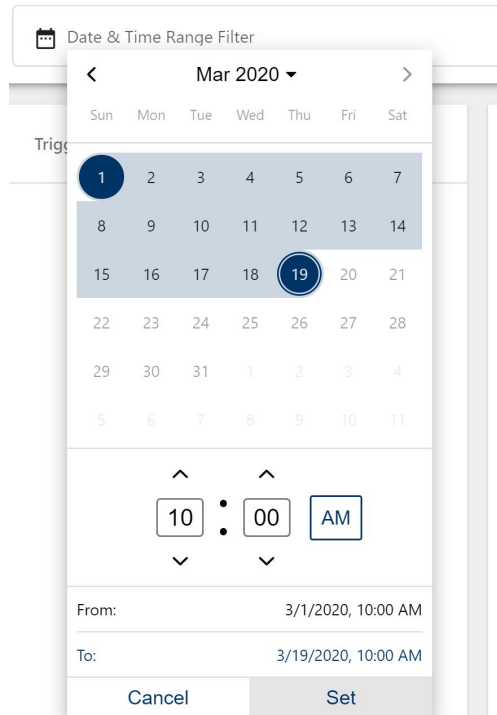 Date & Time Range Filter
Mar 2020
Sun Mon Tue Wed Thu Fri Sat
Trigg
1 2 3 4 5 6 7
8 9 10 11 12 13 14
15 16 17 18 19 20 21
22 23 24 25 26 27 28
29 30 31 1 2 3 4
5 6 7 8 9 10 11
10 : 00 AM
From: 3/1/2020, 10:00 AM
To: 3/19/2020, 10:00 AM
Cancel Set